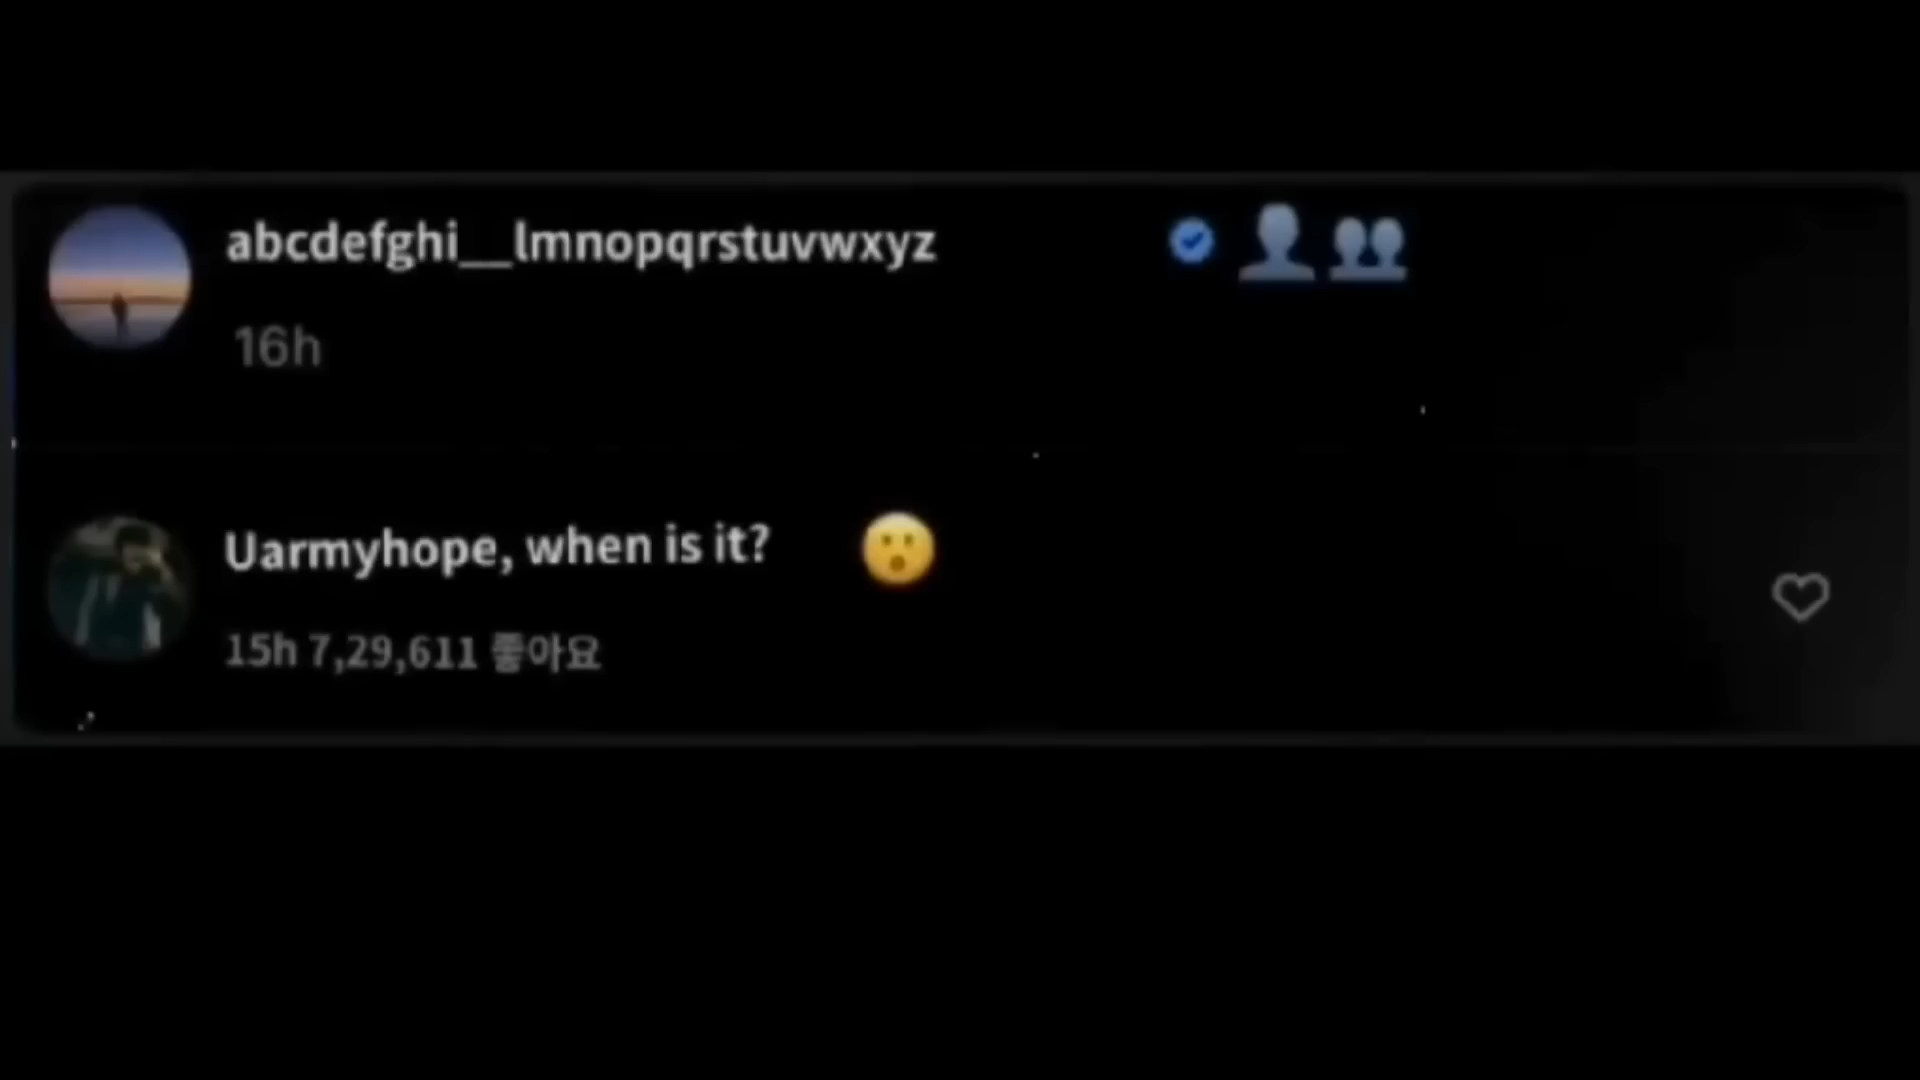 abcdefghi__lmnopqrstuvwxyz
16h
Uarmyhope, when is it? 😮
15h 7,29,611 좋아요